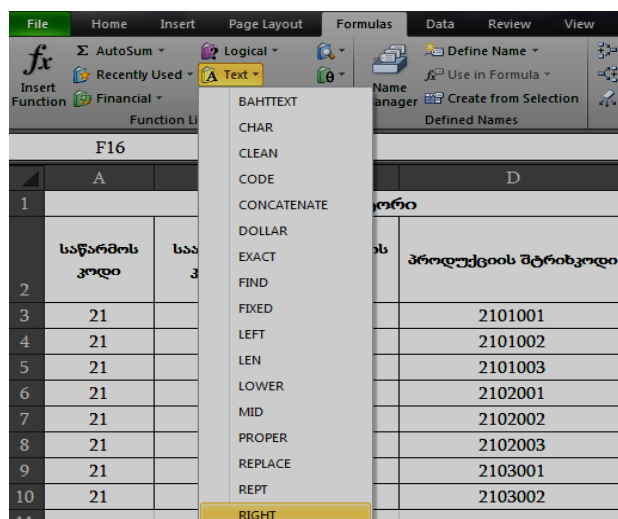 File Home Insert Page Layout Formulas Data Review View
Σ AutoSum Logical Define Name
fx Recently Used Text Name Use in Formula
Insert Function Financial Create from Selection
Defined Names
F16
BAHTTEXT
CHAR
CLEAN
CODE
CONCATENATE
DOLLAR
EXACT
FIND
FIXED
LEFT
LEN
LOWER
MID
PROPER
REPLACE
REPT
RIGHT
A D
1
2 საწარმოს კოდი პროდუქციის შტრიხკოდი
3 21 2101001
4 21 2101002
5 21 2101003
6 21 2102001
7 21 2102002
8 21 2102003
9 21 2103001
10 21 2103002